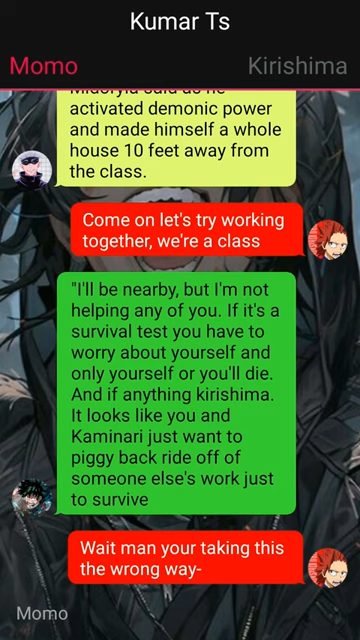 Kumar Ts
Momo
Kirishima
Midoryia said as he
activated demonic power
and made himself a whole
house 10 feet away from
the class.
Come on let's try working
together, we're a class
"I'll be nearby, but I'm not
helping any of you. If it's a
survival test you have to
worry about yourself and
only yourself or you'll die.
And if anything kirishima.
It looks like you and
Kaminari just want to
piggy back ride off of
someone else's work just
to survive
Wait man your taking this
the wrong way-
Momo